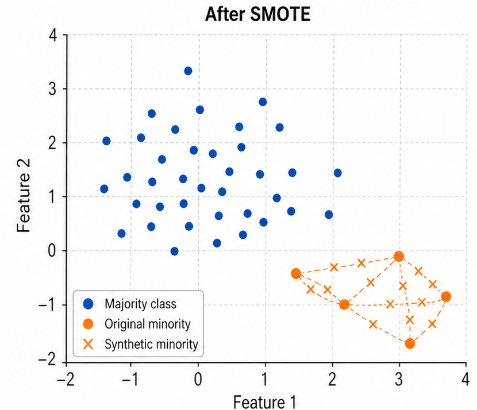 After SMOTE
4
3
2
1
0
−1
−2
Feature 2
Majority class
Original minority
Synthetic minority
−2 −1 0 1 2 3 4
Feature 1